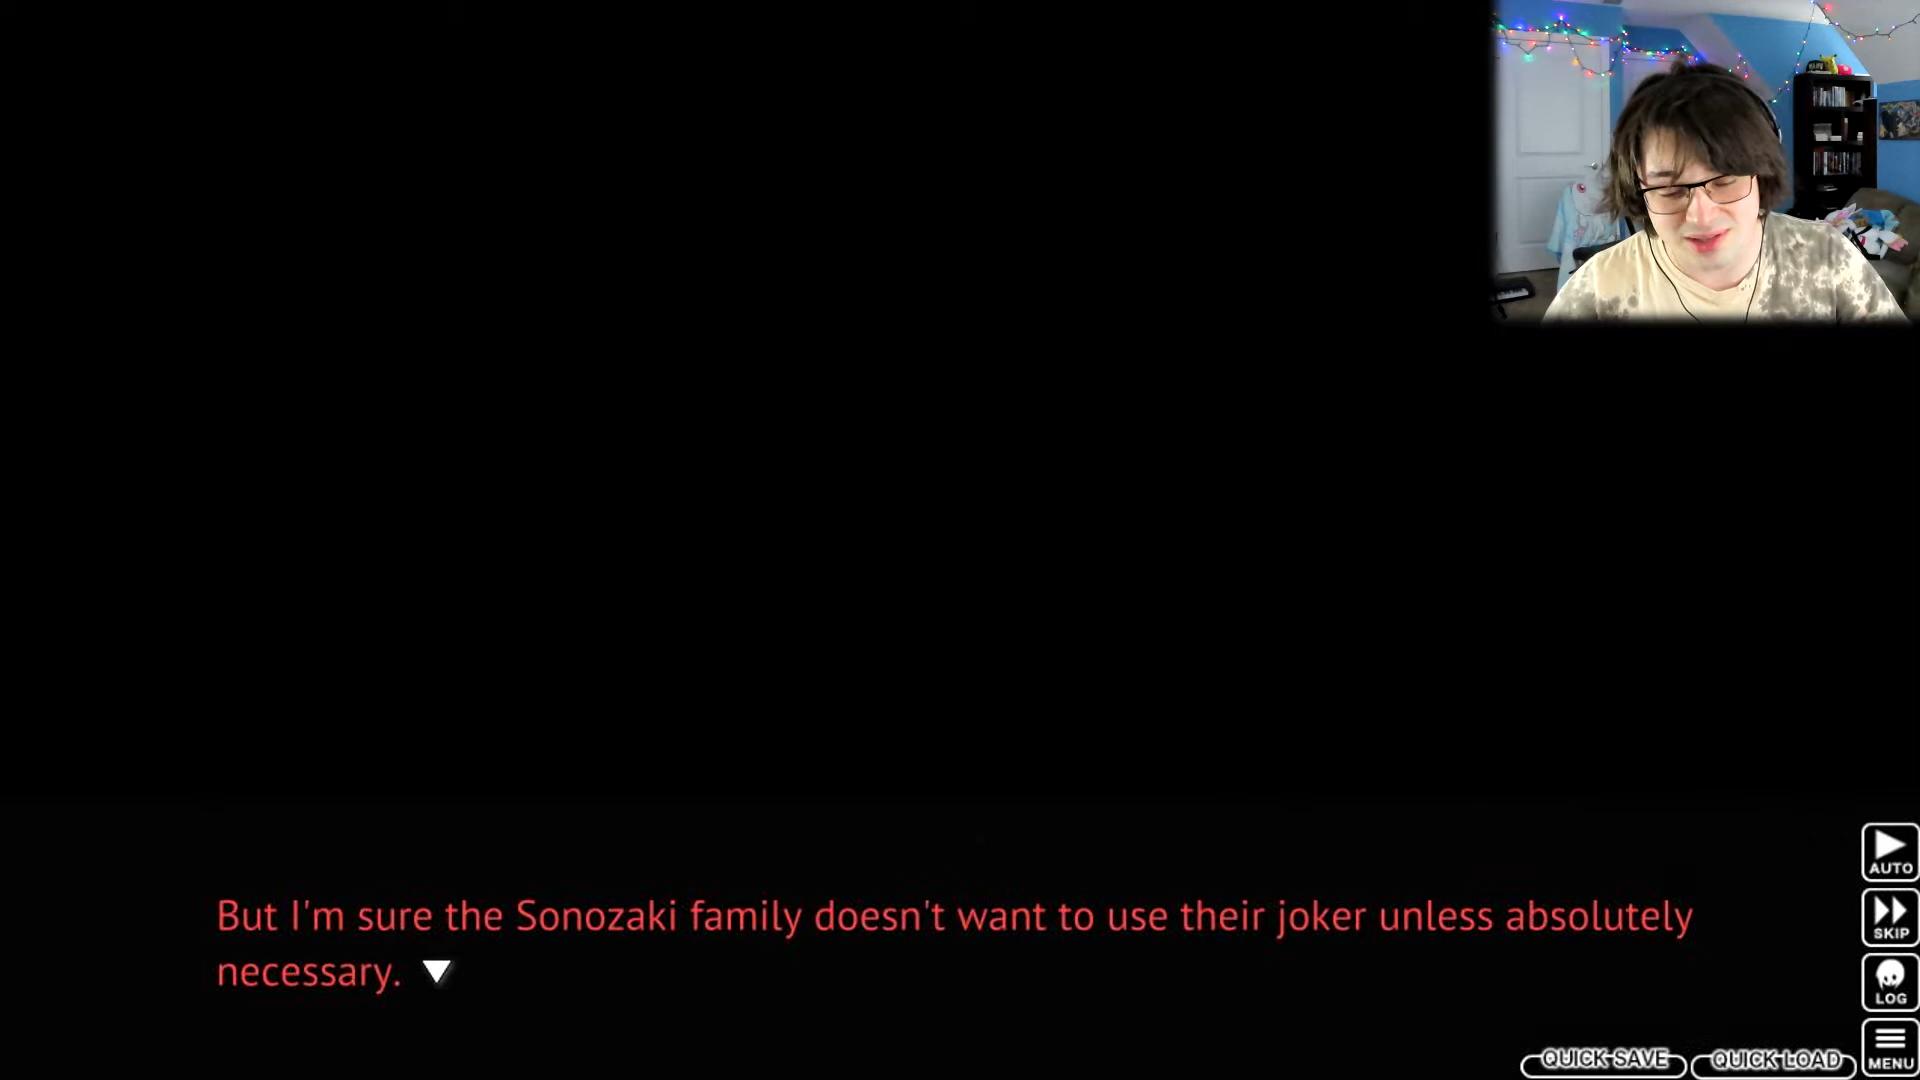 But I'm sure the Sonozaki family doesn't want to use their joker unless absolutely
necessary.
AUTO
SKIP
LOG
MENU
QUICK SAVE
QUICK LOAD